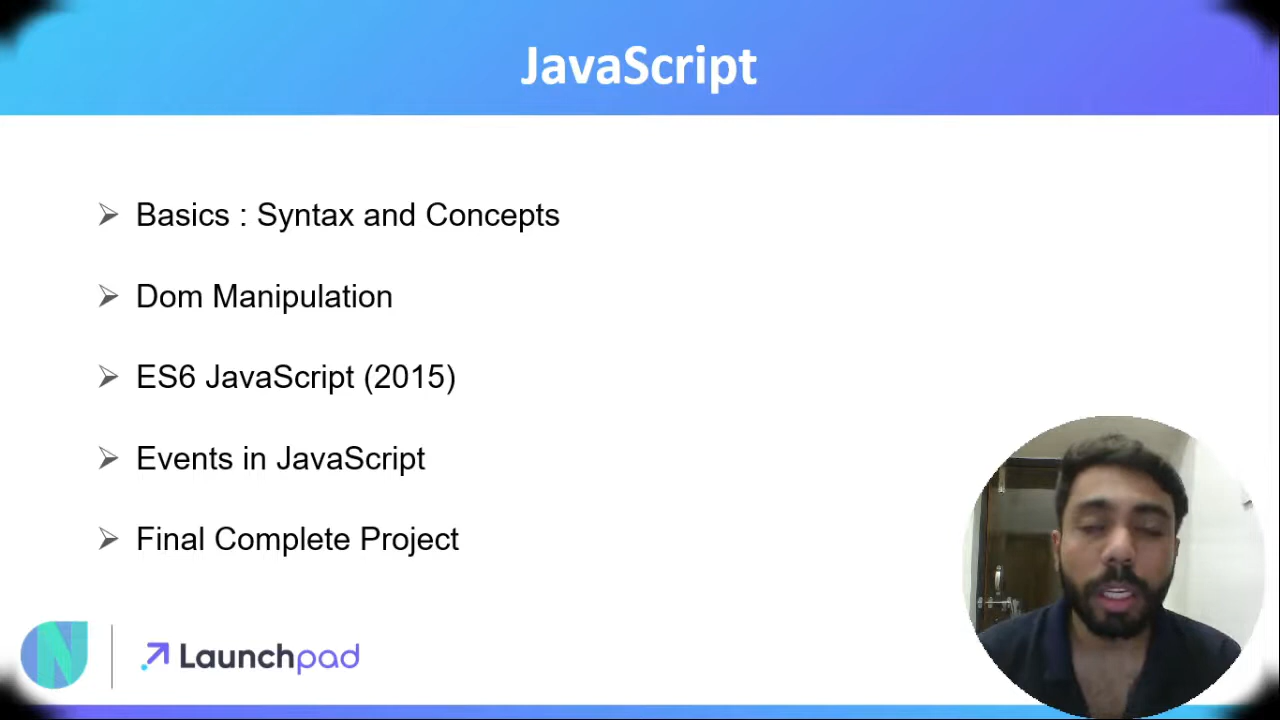 JavaScript
Basics : Syntax and Concepts
Dom Manipulation
ES6 JavaScript (2015)
Events in JavaScript
Final Complete Project
N
Launchpad